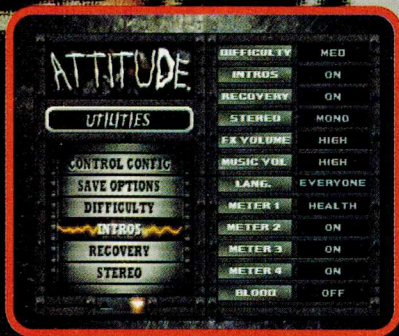 ATTITUDE
UTILITIES
CONTROL CONFIG
SAVE OPTIONS
DIFFICULTY
INTROS
RECOVERY
STEREO
DIFFICULTY MED
INTROS ON
RECOVERY ON
STEREO MONO
FX VOLUME HIGH
MUSIC VOL HIGH
LANG. EVERYONE
METER 1 HEALTH
METER 2 ON
METER 3 ON
METER 4 ON
BLOOD OFF